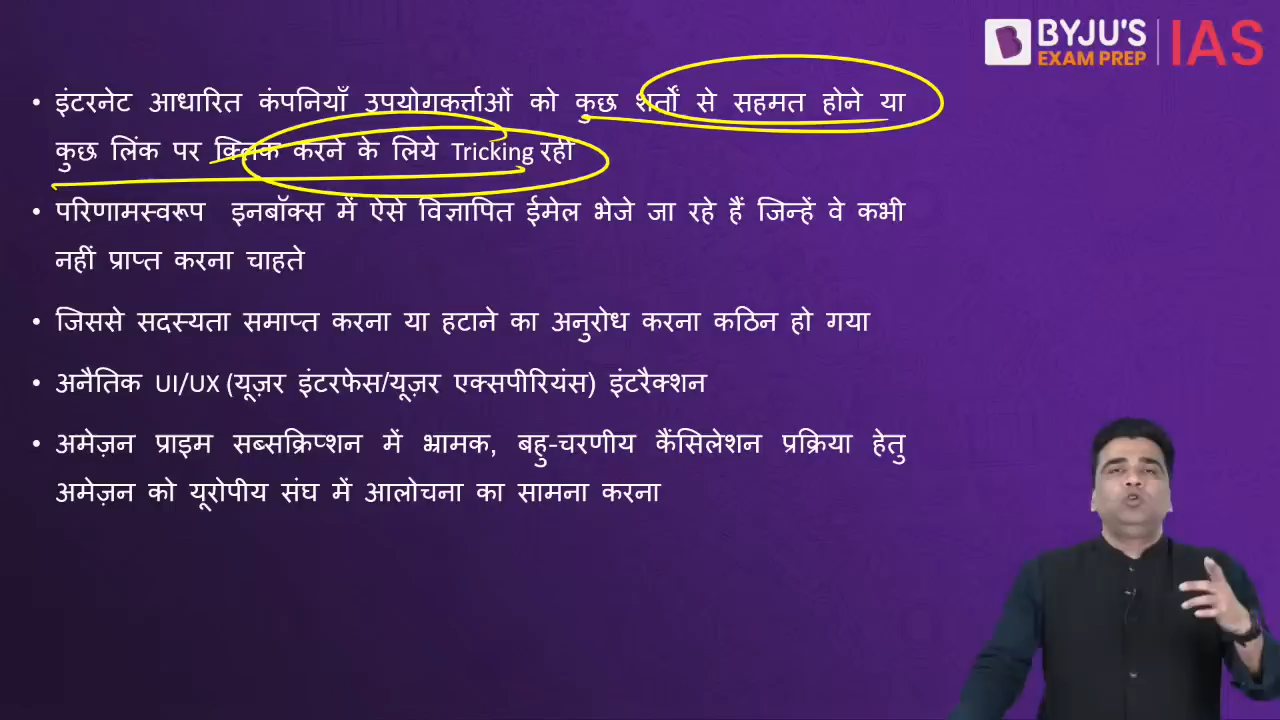 BYJU'S
EXAM PREP
IAS
• इंटरनेट आधारित कंपनियाँ उपयोगकर्त्ताओं को कुछ शर्तों से सहमत होने या
कुछ लिंक पर क्लिक करने के लिये Tricking रहीं
• परिणामस्वरूप इनबॉक्स में ऐसे विज्ञापित ईमेल भेजे जा रहे हैं जिन्हें वे कभी
नहीं प्राप्त करना चाहते
• जिससे सदस्यता समाप्त करना या हटाने का अनुरोध करना कठिन हो गया
• अनैतिक UI/UX (यूज़र इंटरफेस/यूज़र एक्सपीरियंस) इंटरैक्शन
• अमेज़न प्राइम सब्सक्रिप्शन में भ्रामक, बहु-चरणीय कैंसिलेशन प्रक्रिया हेतु
अमेज़न को यूरोपीय संघ में आलोचना का सामना करना